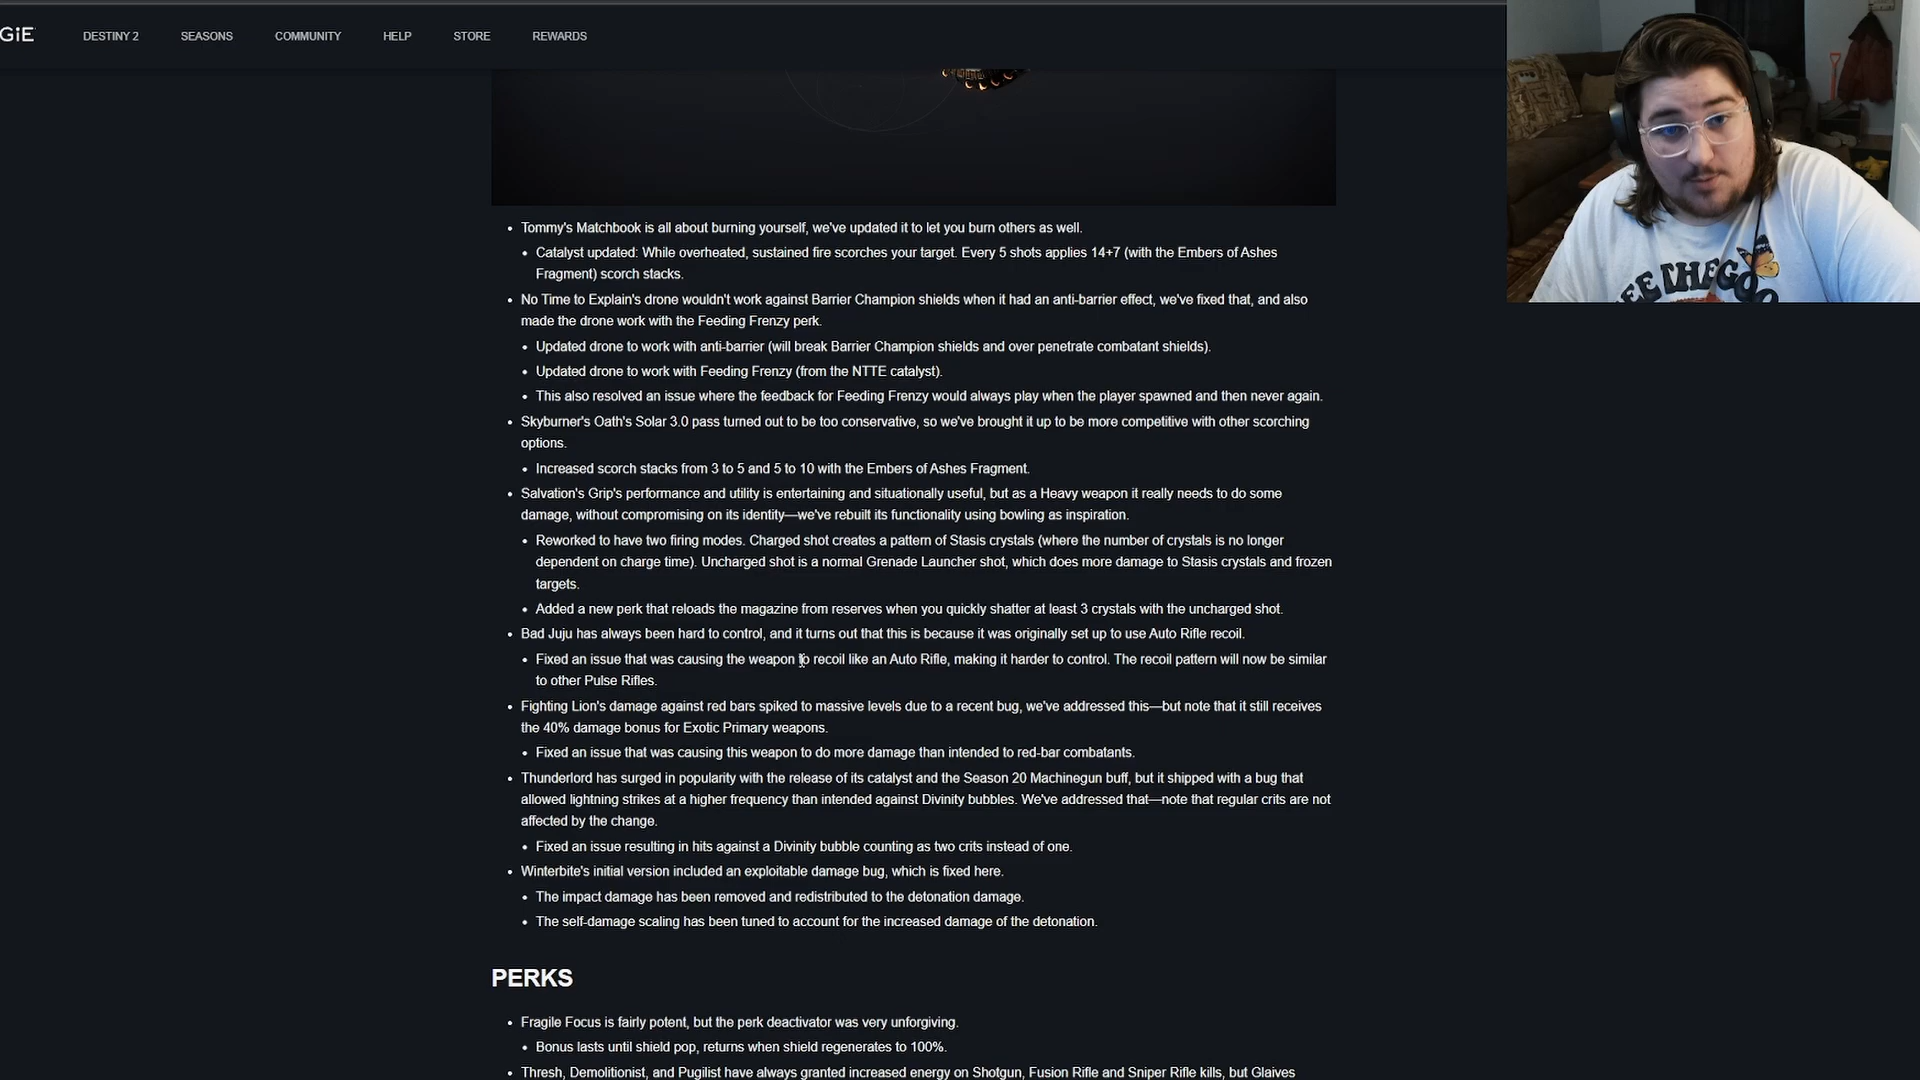 GiE
DESTINY 2
SEASONS
COMMUNITY
HELP
STORE
REWARDS
Tommy's Matchbook is all about burning yourself, we've updated it to let you burn others as well.
Catalyst updated: While overheated, sustained fire scorches your target. Every 5 shots applies 14+7 (with the Embers of Ashes
Fragment) scorch stacks.
No Time to Explain's drone wouldn't work against Barrier Champion shields when it had an anti-barrier effect, we've fixed that, and also
made the drone work with the Feeding Frenzy perk.
Updated drone to work with anti-barrier (will break Barrier Champion shields and over penetrate combatant shields).
Updated drone to work with Feeding Frenzy (from the NTTE catalyst).
This also resolved an issue where the feedback for Feeding Frenzy would always play when the player spawned and then never again.
Skyburner's Oath's Solar 3.0 pass turned out to be too conservative, so we've brought it up to be more competitive with other scorching
options.
Increased scorch stacks from 3 to 5 and 5 to 10 with the Embers of Ashes Fragment.
Salvation's Grip's performance and utility is entertaining and situationally useful, but as a Heavy weapon it really needs to do some
damage, without compromising on its identity—we've rebuilt its functionality using bowling as inspiration.
Reworked to have two firing modes. Charged shot creates a pattern of Stasis crystals (where the number of crystals is no longer
dependent on charge time). Uncharged shot is a normal Grenade Launcher shot, which does more damage to Stasis crystals and frozen
targets.
Added a new perk that reloads the magazine from reserves when you quickly shatter at least 3 crystals with the uncharged shot.
Bad Juju has always been hard to control, and it turns out that this is because it was originally set up to use Auto Rifle recoil.
Fixed an issue that was causing the weapon to recoil like an Auto Rifle, making it harder to control. The recoil pattern will now be similar
to other Pulse Rifles.
Fighting Lion's damage against red bars spiked to massive levels due to a recent bug, we've addressed this—but note that it still receives
the 40% damage bonus for Exotic Primary weapons.
Fixed an issue that was causing this weapon to do more damage than intended to red-bar combatants.
Thunderlord has surged in popularity with the release of its catalyst and the Season 20 Machinegun buff, but it shipped with a bug that
allowed lightning strikes at a higher frequency than intended against Divinity bubbles. We've addressed that—note that regular crits are not
affected by the change.
Fixed an issue resulting in hits against a Divinity bubble counting as two crits instead of one.
Winterbite's initial version included an exploitable damage bug, which is fixed here.
The impact damage has been removed and redistributed to the detonation damage.
The self-damage scaling has been tuned to account for the increased damage of the detonation.
PERKS
Fragile Focus is fairly potent, but the perk deactivator was very unforgiving.
Bonus lasts until shield pop, returns when shield regenerates to 100%.
Thresh, Demolitionist, and Pugilist have always granted increased energy on Shotgun, Fusion Rifle and Sniper Rifle kills, but Glaives